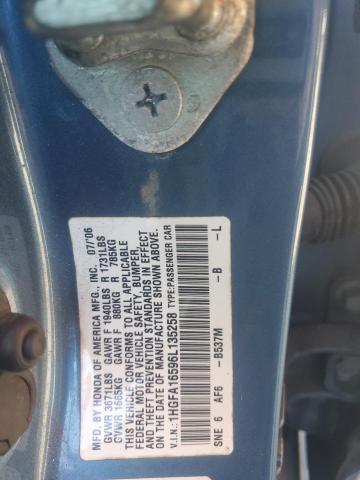 MFD. BY HONDA OF AMERICA MFG., INC. 07/'06
GVWR 3671LBS GAWR F 1940LBS R 1731LBS
GVWR 1665KG GAWR F 880KG R 785KG
THIS VEHICLE CONFORMS TO ALL APPLICABLE
FEDERAL MOTOR VEHICLE SAFETY, BUMPER,
AND THEFT PREVENTION STANDARDS IN EFFECT
ON THE DATE OF MANUFACTURE SHOWN ABOVE.
V.I.N.: 1HGFA16596L135258 TYPE:PASSENGER CAR
SNE 6 AF6 -B537M -B -L